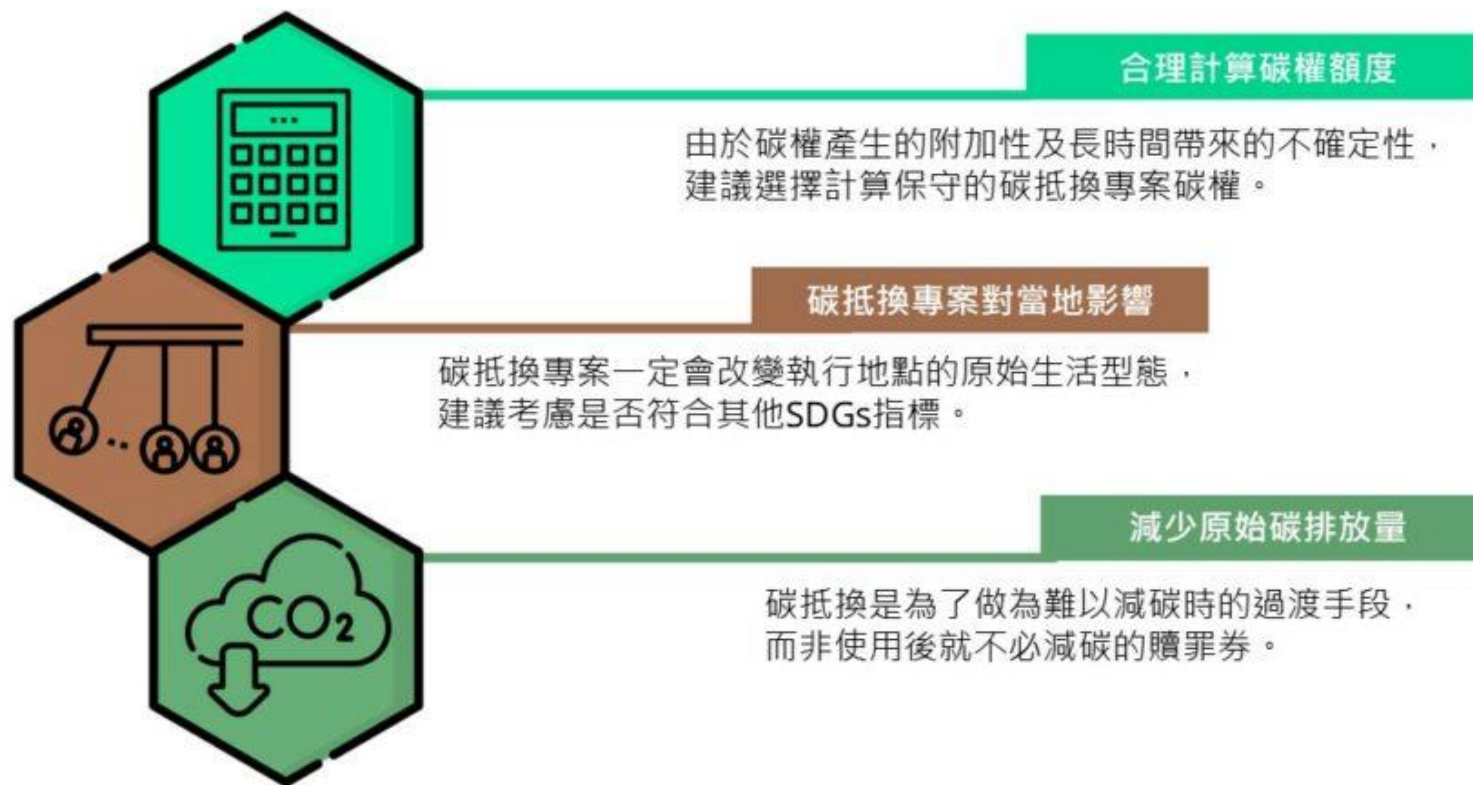 合理計算碳權額度
由於碳權產生的附加性及長時間帶來的不確定性，
建議選擇計算保守的碳抵換專案碳權。
碳抵換專案對當地影響
碳抵換專案一定會改變執行地點的原始生活型態，
建議考慮是否符合其他SDGs指標。
減少原始碳排放量
CO₂
碳抵換是為了做為難以減碳時的過渡手段，
而非使用後就不必減碳的贖罪券。